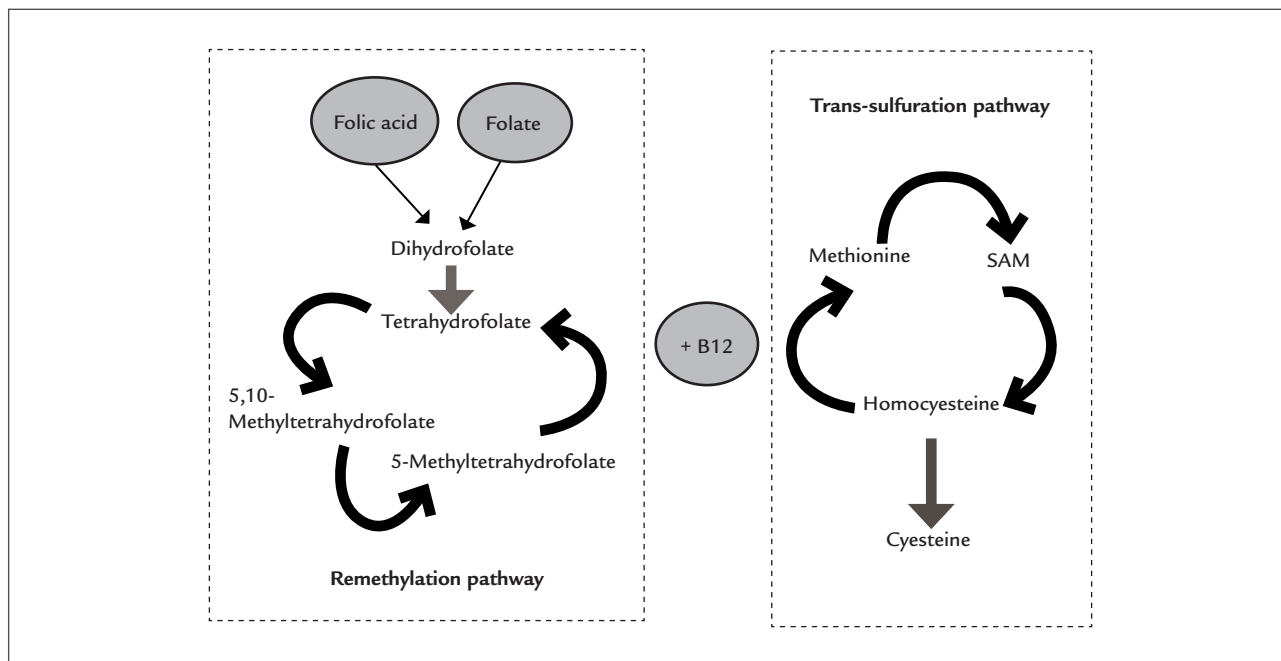 Folic acid
Folate
Dihydrofolate
Tetrahydrofolate
5,10-
Methyltetrahydrofolate
5-Methyltetrahydrofolate
Remethylation pathway
+ B12
Trans-sulfuration pathway
Methionine
SAM
Homocyesteine
Cyesteine